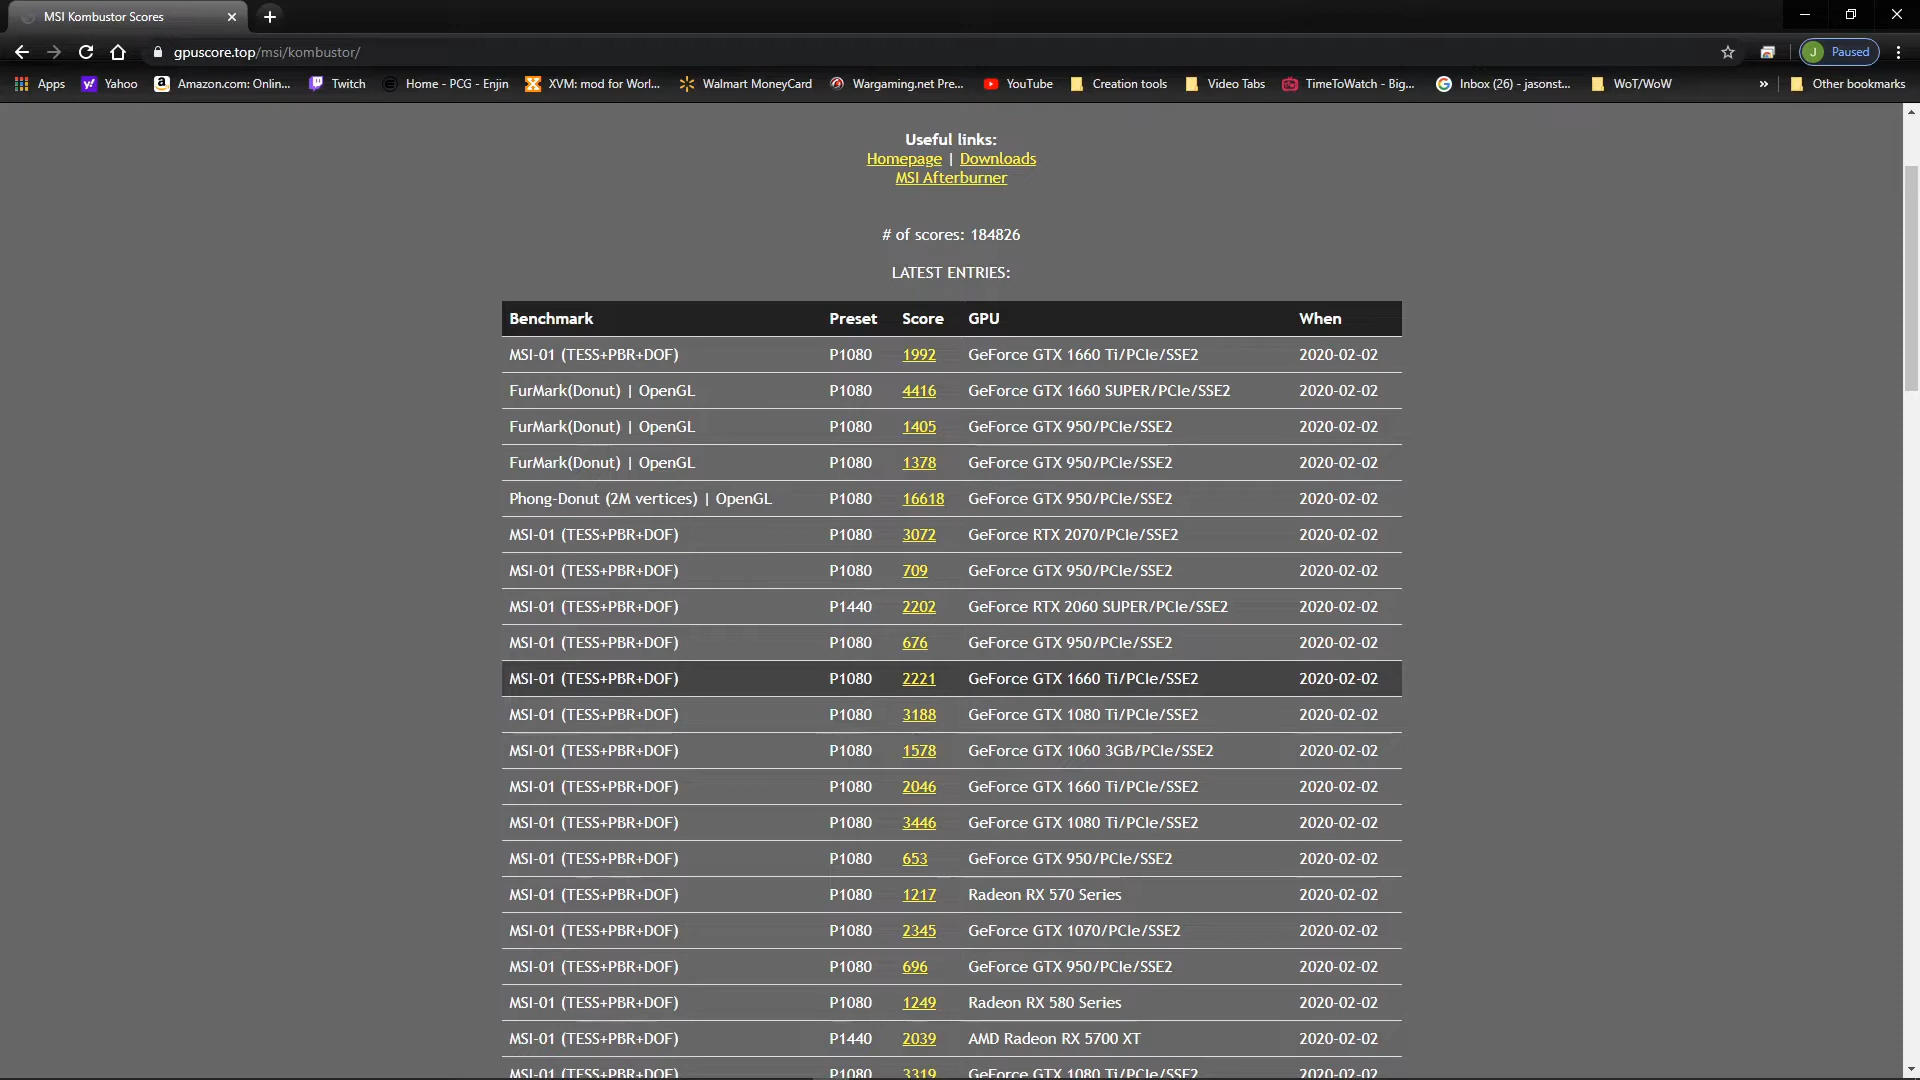 MSI Kombustor Scores
gpuscore.top/msi/kombustor/
J Paused
Apps Yahoo Amazon.com: Onlin... Twitch Home - PCG - Enjin XVM: mod for Worl... Walmart MoneyCard Wargaming.net Pre... YouTube Creation tools Video Tabs TimeToWatch - Big... Inbox (26) - jasonst... WoT/WoW » Other bookmarks
Useful links:
Homepage | Downloads
MSI Afterburner
# of scores: 184826
LATEST ENTRIES:
Benchmark Preset Score GPU When
MSI-01 (TESS+PBR+DOF) P1080 1992 GeForce GTX 1660 Ti/PCIe/SSE2 2020-02-02
FurMark(Donut) | OpenGL P1080 4416 GeForce GTX 1660 SUPER/PCIe/SSE2 2020-02-02
FurMark(Donut) | OpenGL P1080 1405 GeForce GTX 950/PCIe/SSE2 2020-02-02
FurMark(Donut) | OpenGL P1080 1378 GeForce GTX 950/PCIe/SSE2 2020-02-02
Phong-Donut (2M vertices) | OpenGL P1080 16618 GeForce GTX 950/PCIe/SSE2 2020-02-02
MSI-01 (TESS+PBR+DOF) P1080 3072 GeForce RTX 2070/PCIe/SSE2 2020-02-02
MSI-01 (TESS+PBR+DOF) P1080 709 GeForce GTX 950/PCIe/SSE2 2020-02-02
MSI-01 (TESS+PBR+DOF) P1440 2202 GeForce RTX 2060 SUPER/PCIe/SSE2 2020-02-02
MSI-01 (TESS+PBR+DOF) P1080 676 GeForce GTX 950/PCIe/SSE2 2020-02-02
MSI-01 (TESS+PBR+DOF) P1080 2221 GeForce GTX 1660 Ti/PCIe/SSE2 2020-02-02
MSI-01 (TESS+PBR+DOF) P1080 3188 GeForce GTX 1080 Ti/PCIe/SSE2 2020-02-02
MSI-01 (TESS+PBR+DOF) P1080 1578 GeForce GTX 1060 3GB/PCIe/SSE2 2020-02-02
MSI-01 (TESS+PBR+DOF) P1080 2046 GeForce GTX 1660 Ti/PCIe/SSE2 2020-02-02
MSI-01 (TESS+PBR+DOF) P1080 3446 GeForce GTX 1080 Ti/PCIe/SSE2 2020-02-02
MSI-01 (TESS+PBR+DOF) P1080 653 GeForce GTX 950/PCIe/SSE2 2020-02-02
MSI-01 (TESS+PBR+DOF) P1080 1217 Radeon RX 570 Series 2020-02-02
MSI-01 (TESS+PBR+DOF) P1080 2345 GeForce GTX 1070/PCIe/SSE2 2020-02-02
MSI-01 (TESS+PBR+DOF) P1080 696 GeForce GTX 950/PCIe/SSE2 2020-02-02
MSI-01 (TESS+PBR+DOF) P1080 1249 Radeon RX 580 Series 2020-02-02
MSI-01 (TESS+PBR+DOF) P1440 2039 AMD Radeon RX 5700 XT 2020-02-02
MSI-01 (TESS+PBR+DOF) P1080 3319 GeForce GTX 1080 Ti/PCIe/SSE2 2020-02-02